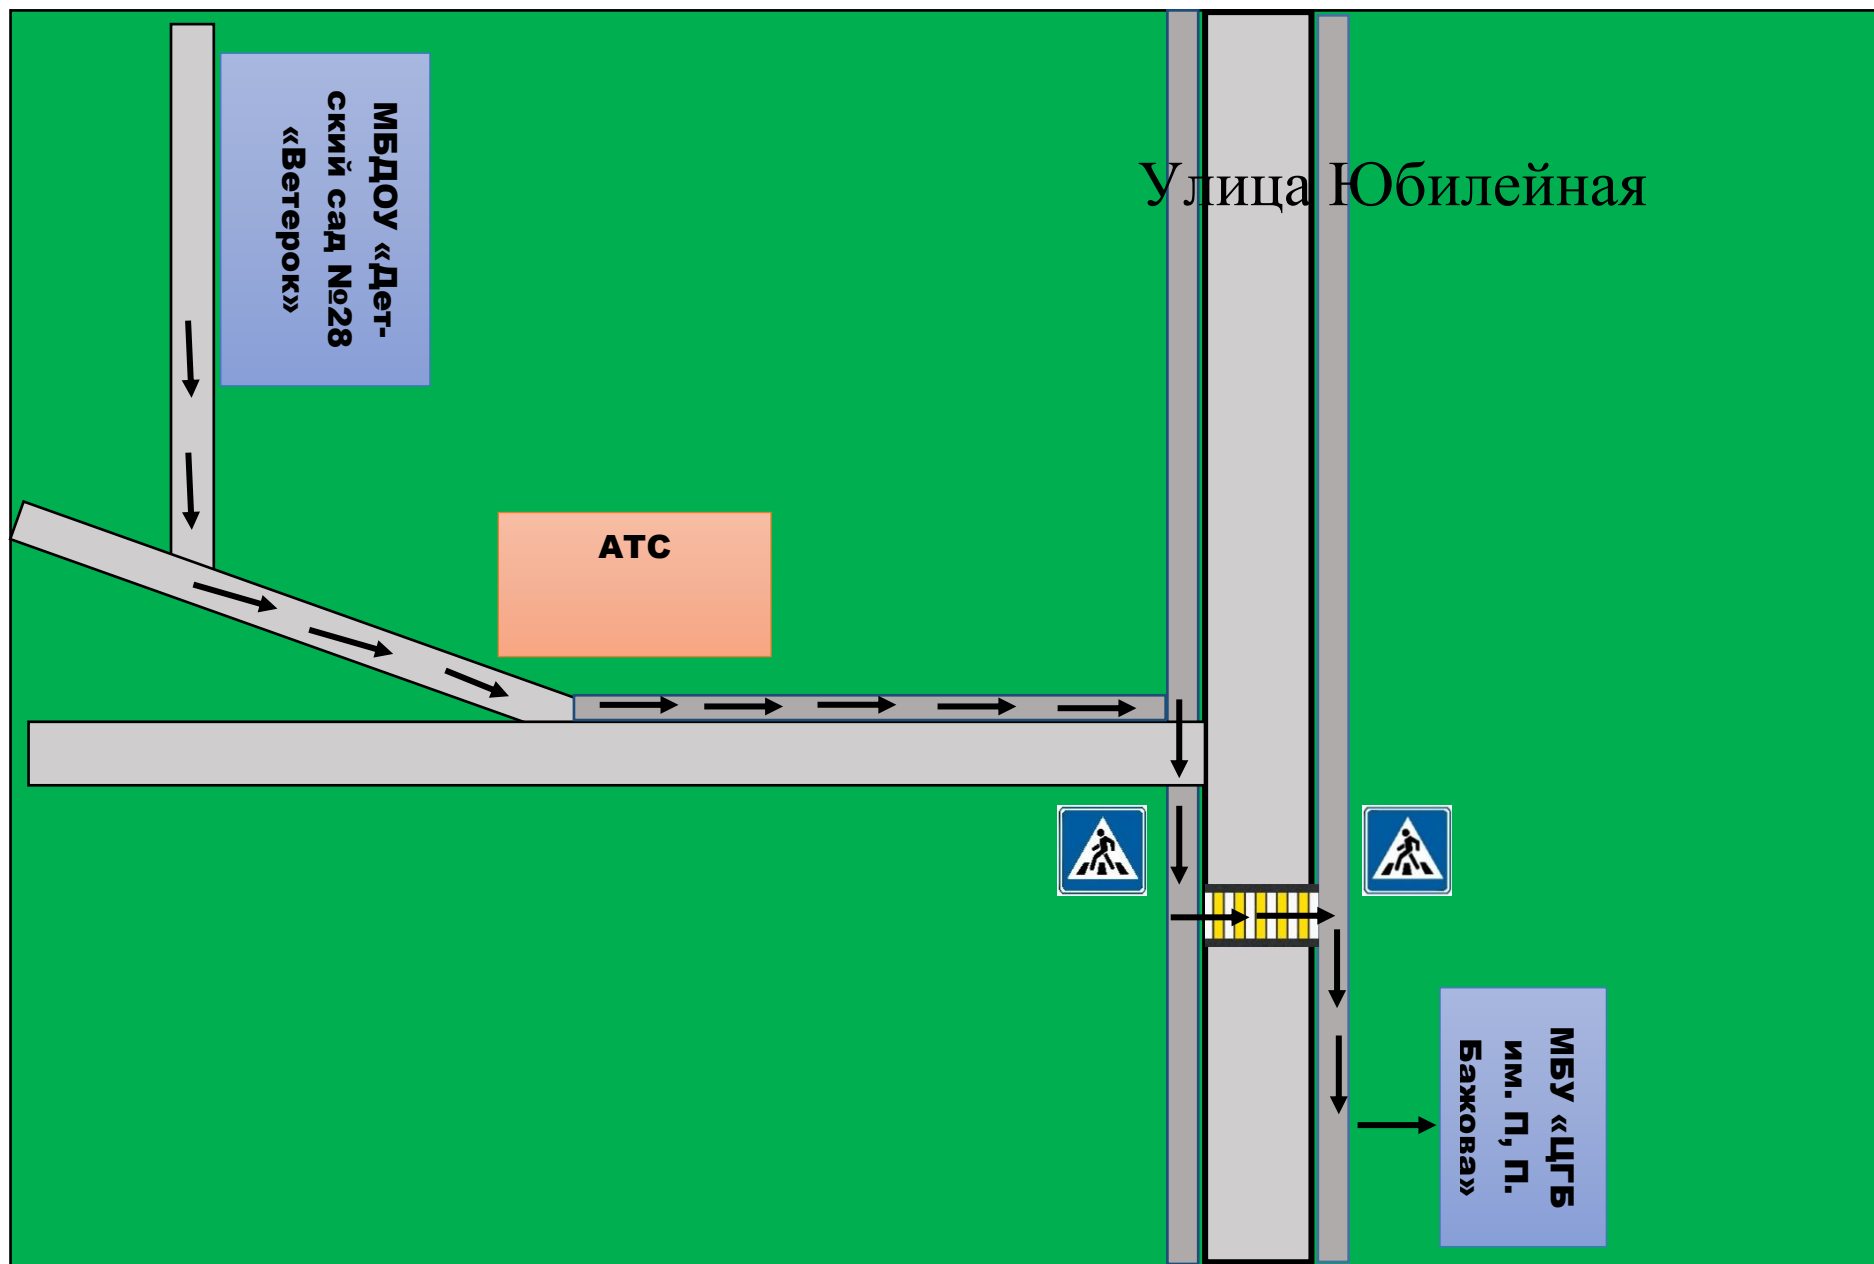 МБДОУ «Дет-
ский сад №28
«Ветерок»
Улица Юбилейная
АТС
МБУ «ЦГБ
им. П, П.
Бажова»